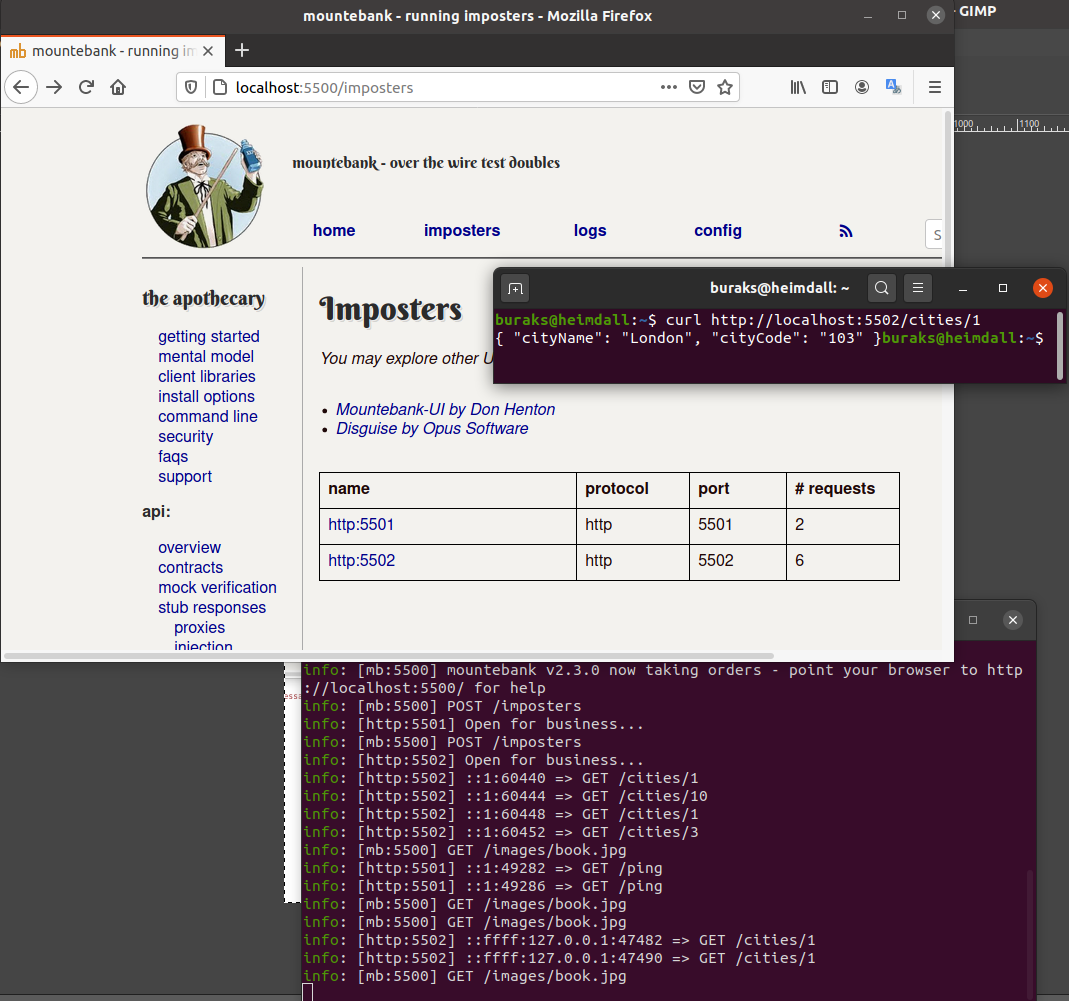 mountebank - running imposters - Mozilla Firefox
- GIMP
mb mountebank - running im
localhost:5500/imposters
1000 1100
mountebank - over the wire test doubles
home imposters logs config
S
the apothecary
getting started
mental model
client libraries
install options
command line
security
faqs
support
api:
overview
contracts
mock verification
stub responses
proxies
injection
Imposters
You may explore other U
• Mountebank-UI by Don Henton
• Disguise by Opus Software
name protocol port # requests
http:5501 http 5501 2
http:5502 http 5502 6
buraks@heimdall: ~
buraks@heimdall:~$ curl http://localhost:5502/cities/1
{ "cityName": "London", "cityCode": "103" }buraks@heimdall:~$
info: [mb:5500] mountebank v2.3.0 now taking orders - point your browser to http
://localhost:5500/ for help
info: [mb:5500] POST /imposters
info: [http:5501] Open for business...
info: [mb:5500] POST /imposters
info: [http:5502] Open for business...
info: [http:5502] ::1:60440 => GET /cities/1
info: [http:5502] ::1:60444 => GET /cities/10
info: [http:5502] ::1:60448 => GET /cities/1
info: [http:5502] ::1:60452 => GET /cities/3
info: [mb:5500] GET /images/book.jpg
info: [http:5501] ::1:49282 => GET /ping
info: [http:5501] ::1:49286 => GET /ping
info: [mb:5500] GET /images/book.jpg
info: [mb:5500] GET /images/book.jpg
info: [http:5502] ::ffff:127.0.0.1:47482 => GET /cities/1
info: [http:5502] ::ffff:127.0.0.1:47490 => GET /cities/1
info: [mb:5500] GET /images/book.jpg